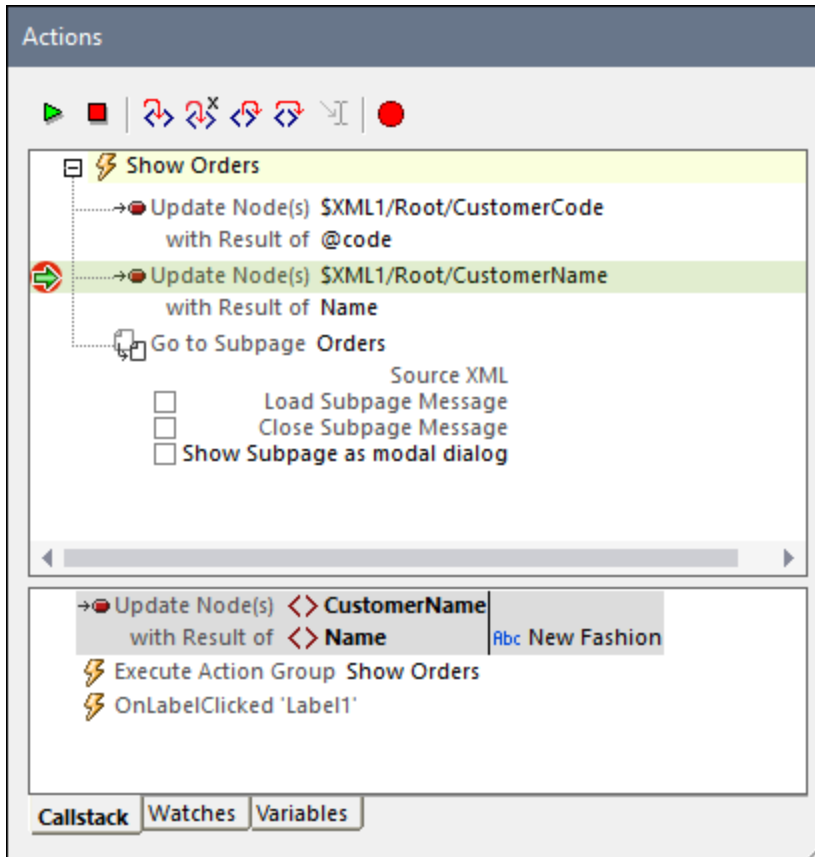 Actions
Show Orders
Update Node(s) $XML1/Root/CustomerCode
with Result of @code
Update Node(s) $XML1/Root/CustomerName
with Result of Name
Go to Subpage Orders
Source XML
Load Subpage Message
Close Subpage Message
Show Subpage as modal dialog
Update Node(s) <> CustomerName
with Result of <> Name Abc New Fashion
Execute Action Group Show Orders
OnLabelClicked 'Label1'
Callstack Watches Variables